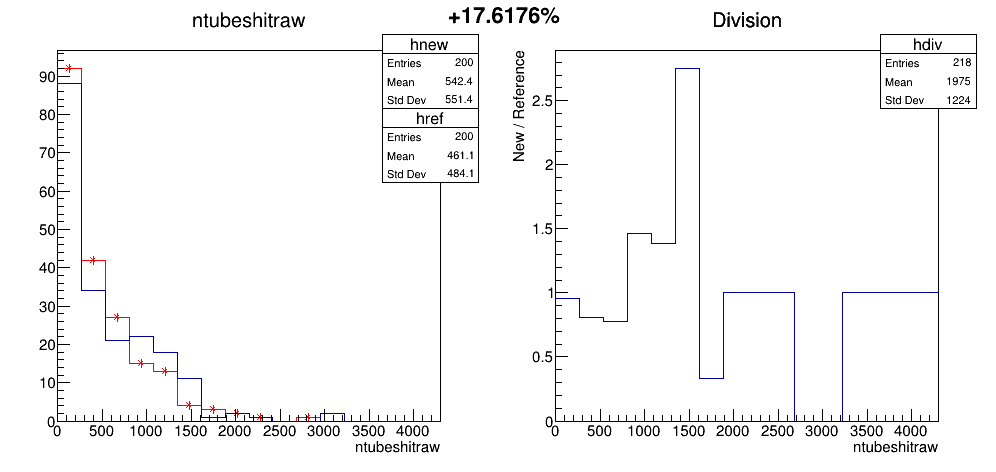 +17.6176%
ntubeshitraw
hnew
Entries 200
Mean 542.4
Std Dev 551.4
href
Entries 200
Mean 461.1
Std Dev 484.1
90
80
70
60
50
40
30
20
10
0
0 500 1000 1500 2000 2500 3000 3500 4000
ntubeshitraw
Division
hdiv
Entries 218
Mean 1975
Std Dev 1224
New / Reference
2.5
2
1.5
1
0.5
0
0 500 1000 1500 2000 2500 3000 3500 4000
ntubeshitraw